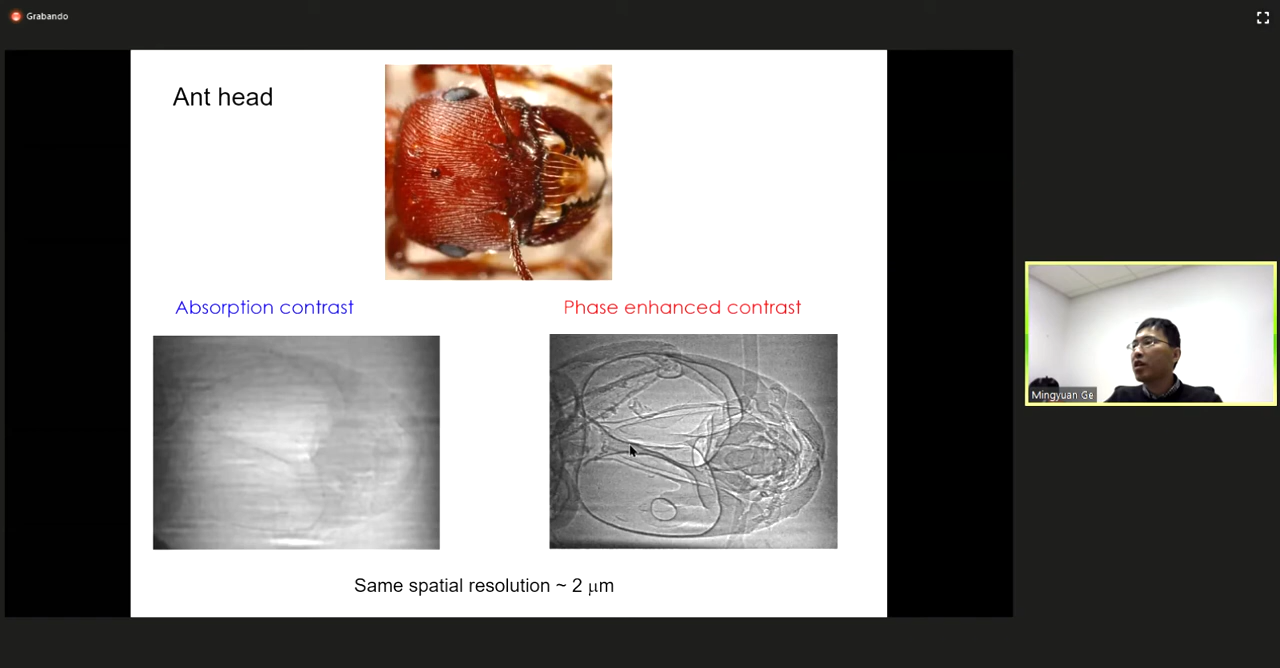 Grabando
Ant head
Absorption contrast
Phase enhanced contrast
Same spatial resolution ~ 2 μm
Mingyuan Ge